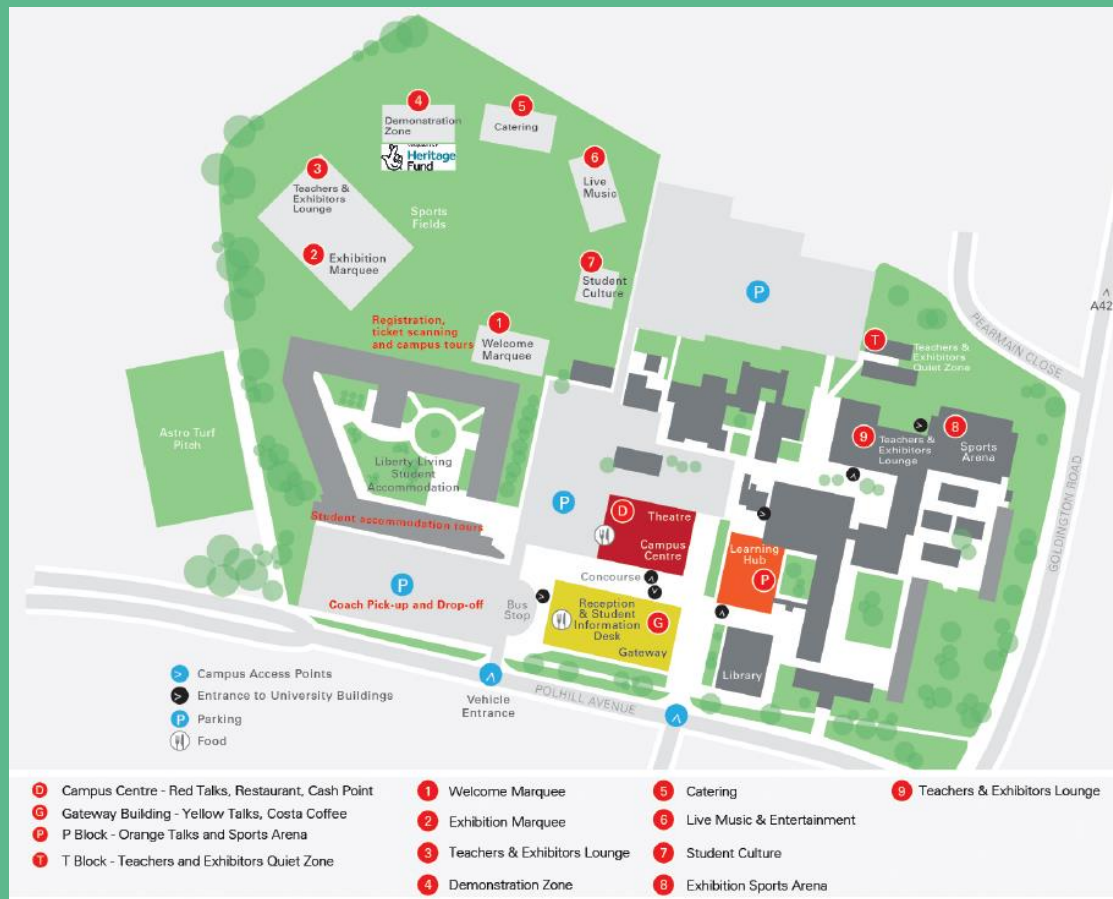 4
Demonstration
Zone
Heritage
Fund
5
Catering
6
Live
Music
3
Teachers &
Exhibitors
Lounge
Sports
Fields
2
Exhibition
Marquee
7
Student
Culture
P
A42
PEARMAIN CLOSE
Registration,
ticket scanning
and campus tours
1
Welcome
Marquee
T
Teachers &
Exhibitors
Quiet Zone
Astro Turf
Pitch
Liberty Living
Student
Accommodation
9
Teachers &
Exhibitors
Lounge
8
Sports
Arena
GOLDINGTON ROAD
Student accommodation tours
P
D
Theatre
Campus
Centre
Learning
Hub
P
Concourse
P
Coach Pick-up and Drop-off
Bus
Stop
Reception
& Student
Information
Desk
G
Gateway
Library
Vehicle
Entrance
POLHILL AVENUE
> Campus Access Points
> Entrance to University Buildings
P Parking
Food
D Campus Centre - Red Talks, Restaurant, Cash Point
G Gateway Building - Yellow Talks, Costa Coffee
P P Block - Orange Talks and Sports Arena
T T Block - Teachers and Exhibitors Quiet Zone
1 Welcome Marquee
2 Exhibition Marquee
3 Teachers & Exhibitors Lounge
4 Demonstration Zone
5 Catering
6 Live Music & Entertainment
7 Student Culture
8 Exhibition Sports Arena
9 Teachers & Exhibitors Lounge